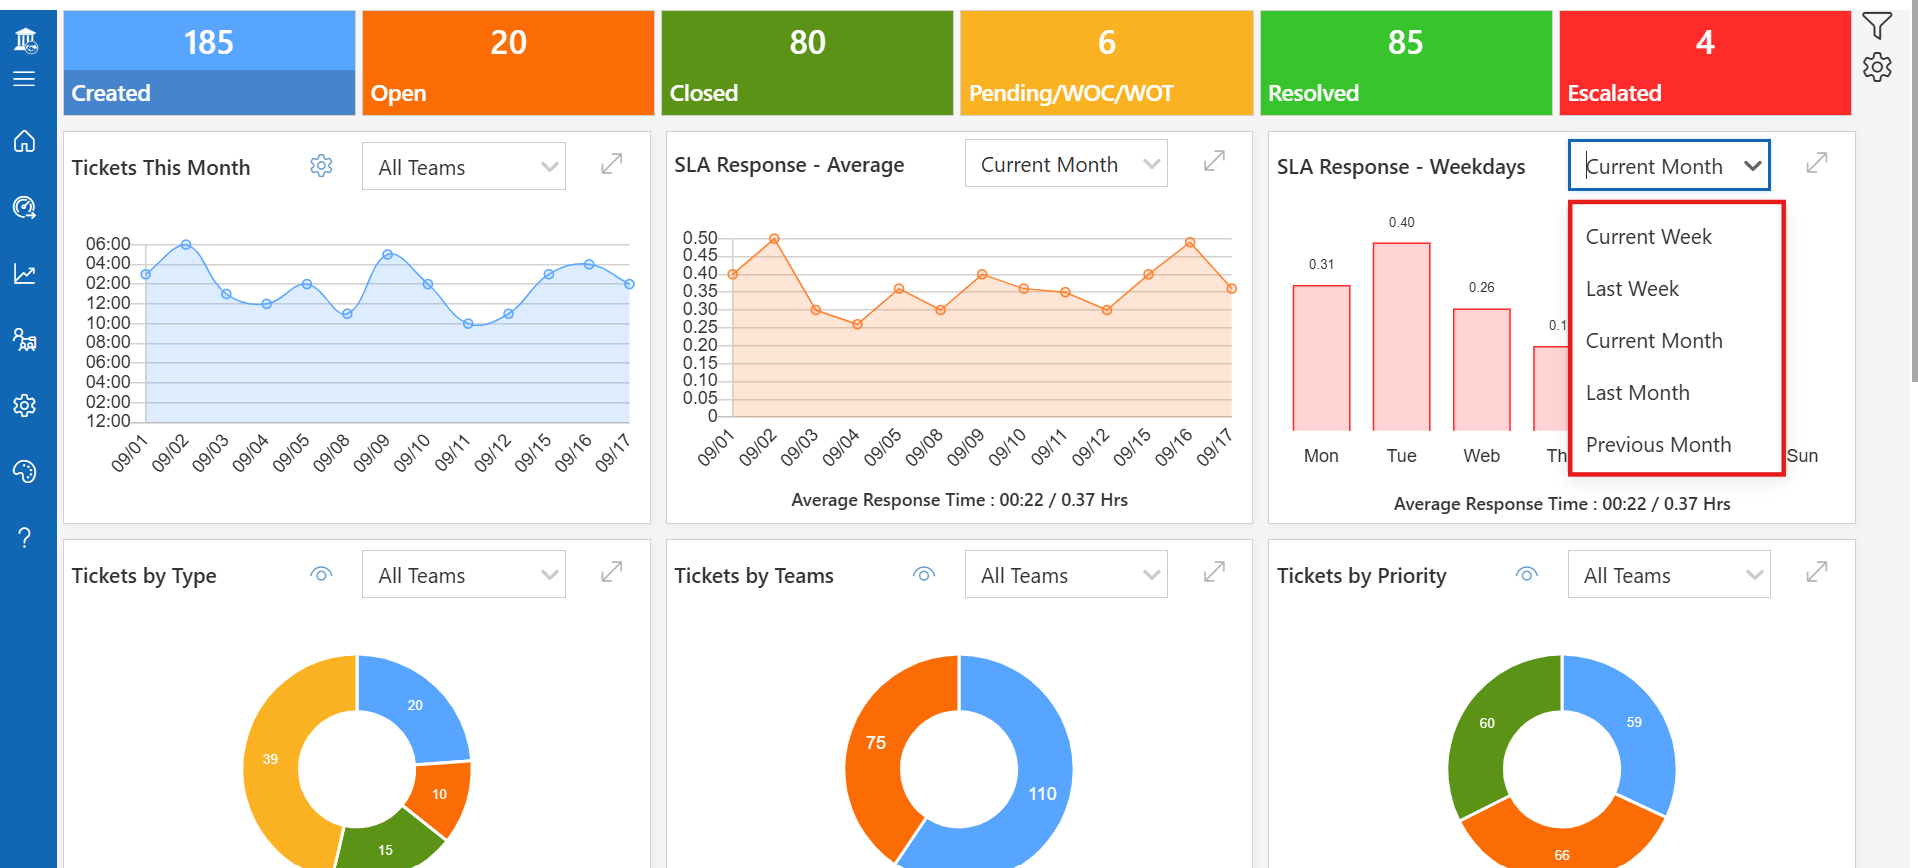 185
Created
20
Open
80
Closed
6
Pending/WOC/WOT
85
Resolved
4
Escalated
Tickets This Month
All Teams
06:00
04:00
02:00
12:00
10:00
08:00
06:00
04:00
02:00
12:00
09/01 09/02 09/03 09/04 09/05 09/08 09/09 09/10 09/11 09/12 09/15 09/16 09/17
SLA Response - Average
Current Month
0.50
0.45
0.40
0.35
0.30
0.25
0.20
0.15
0.10
0.05
0
09/01 09/02 09/03 09/04 09/05 09/08 09/09 09/10 09/11 09/12 09/15 09/16 09/17
Average Response Time : 00:22 / 0.37 Hrs
SLA Response - Weekdays
Current Month
Current Week
Last Week
Current Month
Last Month
Previous Month
0.31
0.40
0.26
0.1
Mon Tue Web Th Sun
Average Response Time : 00:22 / 0.37 Hrs
Tickets by Type
All Teams
20
39
10
15
Tickets by Teams
All Teams
75
110
Tickets by Priority
All Teams
60
59
66